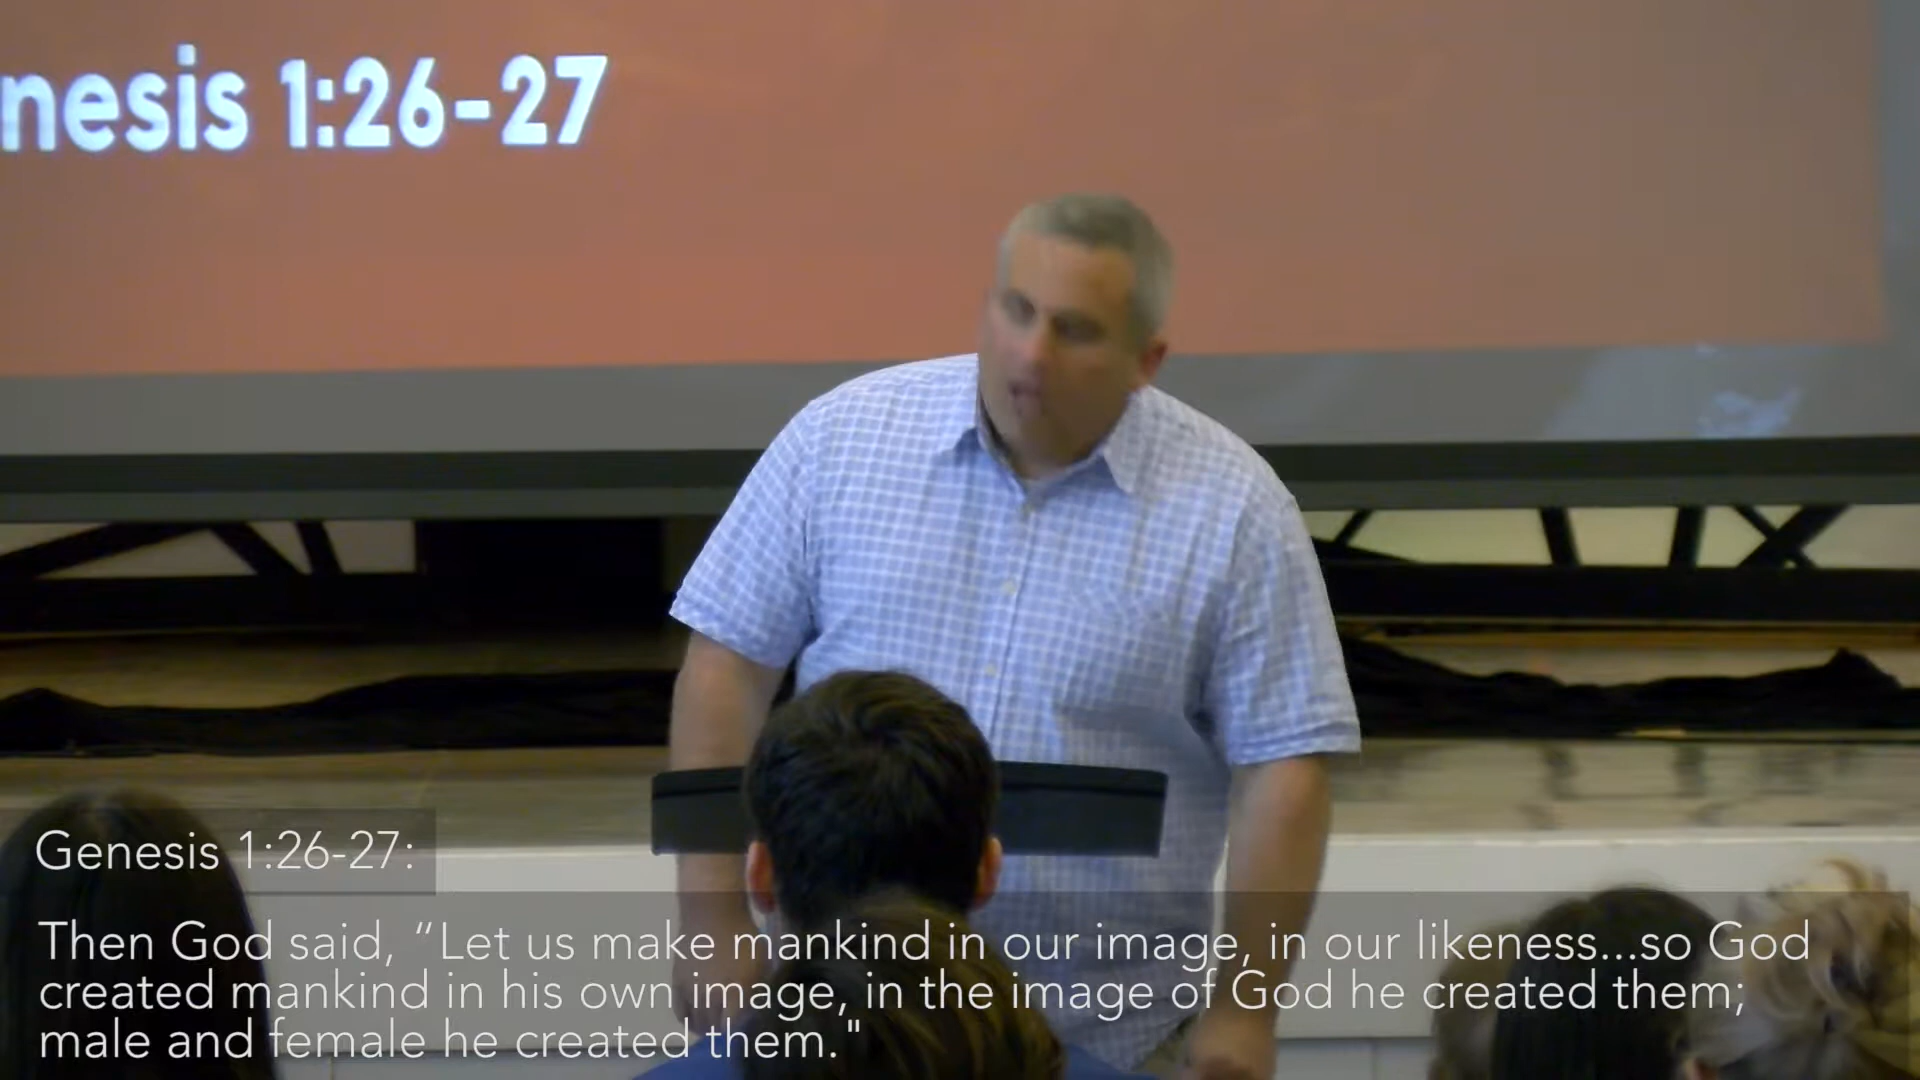 nesis 1:26-27
Genesis 1:26-27:
Then God said, “Let us make mankind in our image, in our likeness...so God
created mankind in his own image, in the image of God he created them;
male and female he created them."